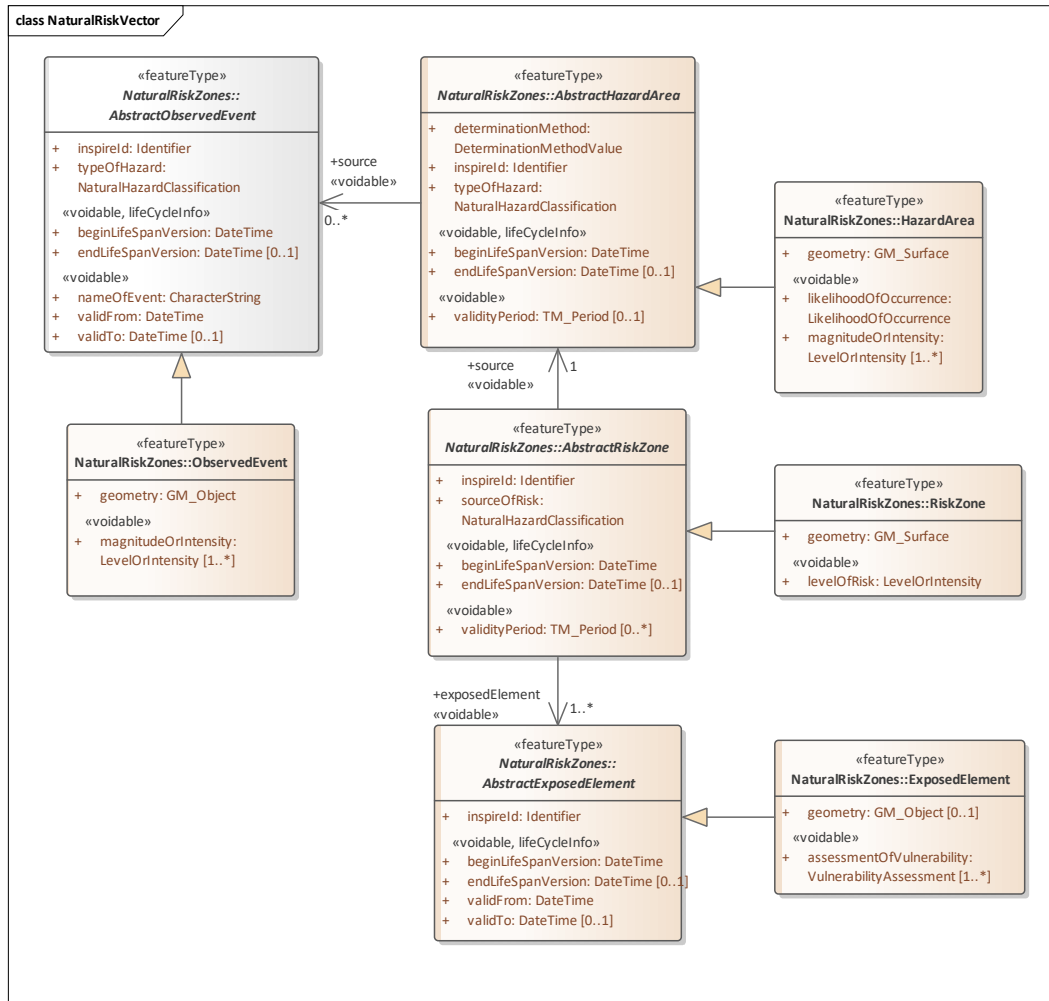 class NaturalRiskVector
«featureType»
NaturalRiskZones::
AbstractObservedEvent
+ inspireId: Identifier
+ typeOfHazard:
NaturalHazardClassification
«voidable, lifeCycleInfo»
+ beginLifeSpanVersion: DateTime
+ endLifeSpanVersion: DateTime [0..1]
«voidable»
+ nameOfEvent: CharacterString
+ validFrom: DateTime
+ validTo: DateTime [0..1]
+source
«voidable»
0..*
«featureType»
NaturalRiskZones::AbstractHazardArea
+ determinationMethod:
DeterminationMethodValue
+ inspireId: Identifier
+ typeOfHazard:
NaturalHazardClassification
«voidable, lifeCycleInfo»
+ beginLifeSpanVersion: DateTime
+ endLifeSpanVersion: DateTime [0..1]
«voidable»
+ validityPeriod: TM_Period [0..1]
«featureType»
NaturalRiskZones::HazardArea
+ geometry: GM_Surface
«voidable»
+ likelihoodOfOccurrence:
LikelihoodOfOccurrence
+ magnitudeOrIntensity:
LevelOrIntensity [1..*]
+source
«voidable»
1
«featureType»
NaturalRiskZones::ObservedEvent
+ geometry: GM_Object
«voidable»
+ magnitudeOrIntensity:
LevelOrIntensity [1..*]
«featureType»
NaturalRiskZones::AbstractRiskZone
+ inspireId: Identifier
+ sourceOfRisk:
NaturalHazardClassification
«voidable, lifeCycleInfo»
+ beginLifeSpanVersion: DateTime
+ endLifeSpanVersion: DateTime [0..1]
«voidable»
+ validityPeriod: TM_Period [0..*]
«featureType»
NaturalRiskZones::RiskZone
+ geometry: GM_Surface
«voidable»
+ levelOfRisk: LevelOrIntensity
+exposedElement
«voidable»
1..*
«featureType»
NaturalRiskZones::
AbstractExposedElement
+ inspireId: Identifier
«voidable, lifeCycleInfo»
+ beginLifeSpanVersion: DateTime
+ endLifeSpanVersion: DateTime [0..1]
+ validFrom: DateTime
+ validTo: DateTime [0..1]
«featureType»
NaturalRiskZones::ExposedElement
+ geometry: GM_Object [0..1]
«voidable»
+ assessmentOfVulnerability:
VulnerabilityAssessment [1..*]